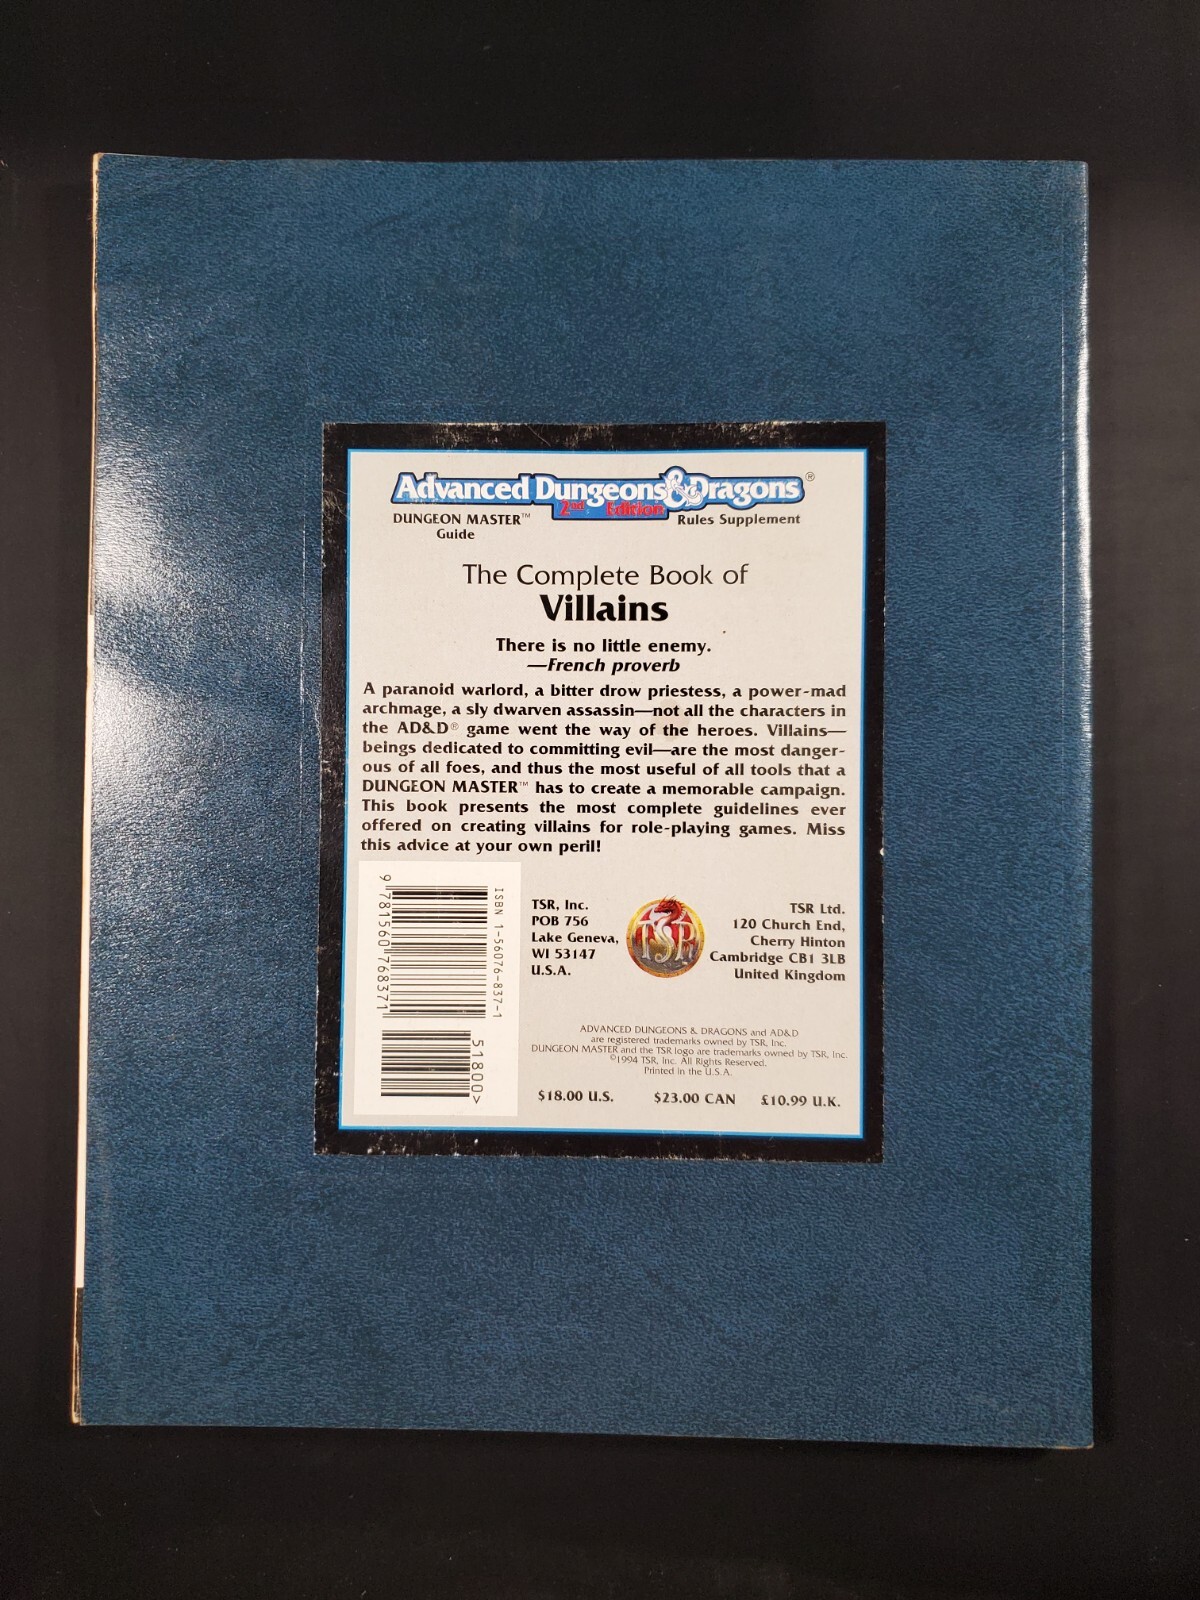 Advanced Dungeons & Dragons®
2nd Edition
DUNGEON MASTER™
Guide
Rules Supplement
The Complete Book of
Villains
There is no little enemy.
—French proverb
A paranoid warlord, a bitter drow priestess, a power-mad
archmage, a sly dwarven assassin—not all the characters in
the AD&D® game went the way of the heroes. Villains—
beings dedicated to committing evil—are the most danger-
ous of all foes, and thus the most useful of all tools that a
DUNGEON MASTER™ has to create a memorable campaign.
This book presents the most complete guidelines ever
offered on creating villains for role-playing games. Miss
this advice at your own peril!
ISBN 1-56076-837-1
9 781560 768371
51800>
TSR, Inc.
POB 756
Lake Geneva,
WI 53147
U.S.A.
TSR
TSR Ltd.
120 Church End,
Cherry Hinton
Cambridge CB1 3LB
United Kingdom
ADVANCED DUNGEONS & DRAGONS and AD&D
are registered trademarks owned by TSR, Inc.
DUNGEON MASTER and the TSR logo are trademarks owned by TSR, Inc.
©1994 TSR, Inc. All Rights Reserved.
Printed in the U.S.A.
$18.00 U.S. $23.00 CAN £10.99 U.K.